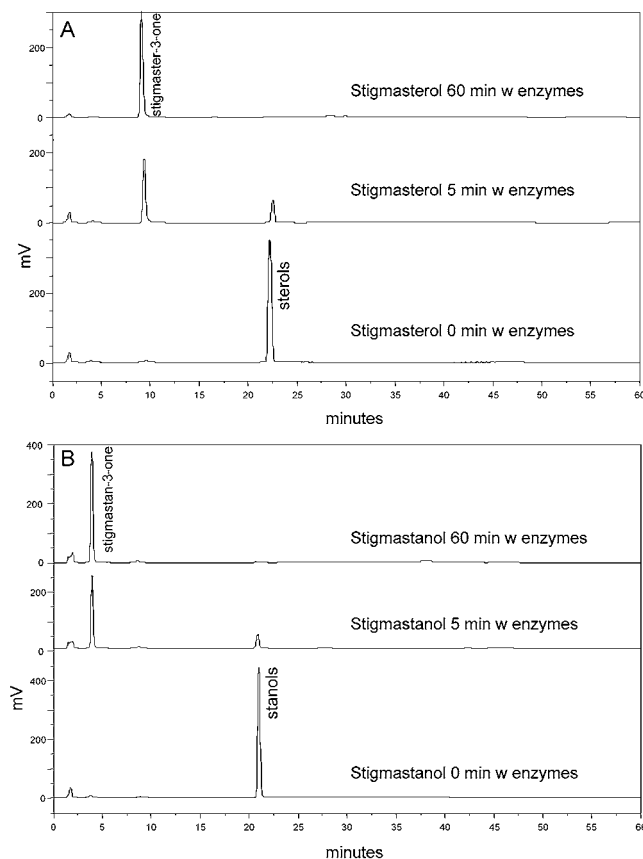 A
stigmaster-3-one
300
Stigmasterol 60 min w enzymes
0
200
Stigmasterol 5 min w enzymes
0
mV
sterols
200
Stigmasterol 0 min w enzymes
0
0 5 10 15 20 25 30 35 40 45 50 55 60
minutes
B
400
stigmastan-3-one
200
Stigmastanol 60 min w enzymes
0
200
Stigmastanol 5 min w enzymes
0
mV
400
stanols
200
Stigmastanol 0 min w enzymes
0
0 5 10 15 20 25 30 35 40 45 50 55 60
minutes